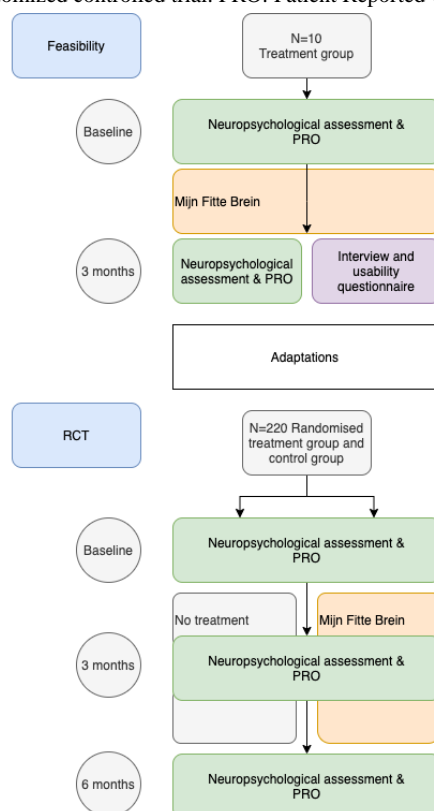 omized controlled trial. PRO: Patient Reported
Feasibility
N=10
Treatment group
Baseline
Neuropsychological assessment &
PRO
Mijn Fitte Brein
3 months
Neuropsychological
assessment & PRO
Interview and
usability
questionnaire
Adaptations
RCT
N=220 Randomised
treatment group and
control group
Baseline
Neuropsychological assessment &
PRO
No treatment
Mijn Fitte Brein
3 months
Neuropsychological assessment &
PRO
6 months
Neuropsychological assessment &
PRO